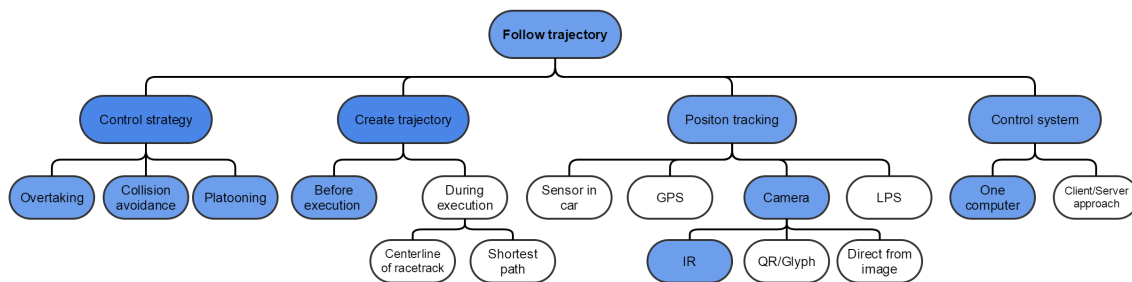 Follow trajectory
Control strategy
Create trajectory
Positon tracking
Control system
Overtaking
Collision
avoidance
Platooning
Before
execution
During
execution
Sensor in
car
GPS
Camera
LPS
One
computer
Client/Server
approach
Centerline
of racetrack
Shortest
path
IR
QR/Glyph
Direct from
image